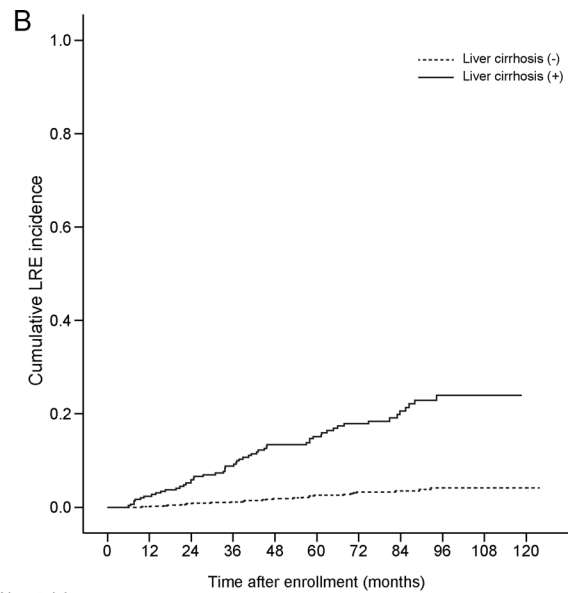 B
Cumulative LRE incidence
1.0
0.8
0.6
0.4
0.2
0.0
Liver cirrhosis (-)
Liver cirrhosis (+)
0 12 24 36 48 60 72 84 96 108 120
Time after enrollment (months)